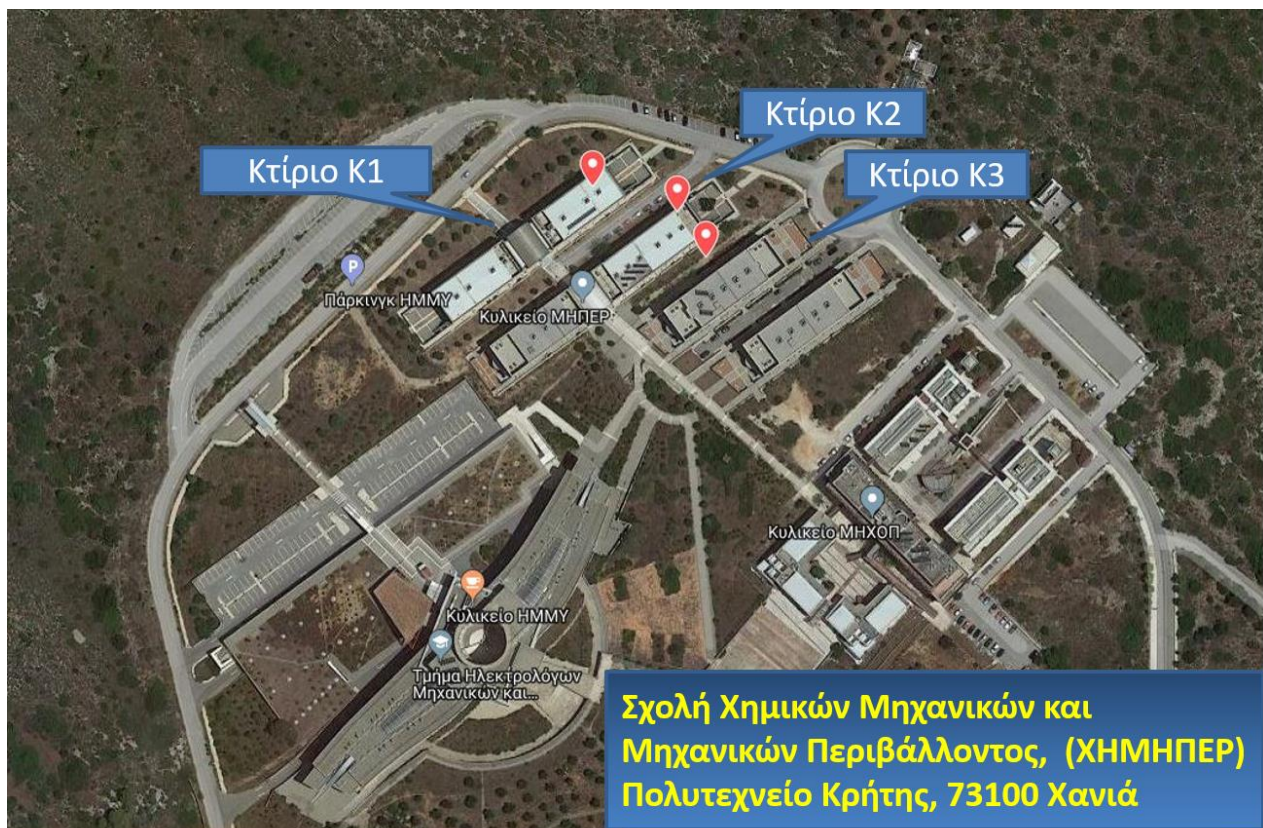 Κτίριο Κ2
Κτίριο Κ1
Κτίριο Κ3
P
Πάρκινγκ ΗΜΜΥ
Κυλικείο ΜΗΠΕΡ
Κυλικείο ΜΗΧΟΠ
Κυλικείο ΗΜΜΥ
Τμήμα Ηλεκτρολόγων
Μηχανικών και...
Σχολή Χημικών Μηχανικών και
Μηχανικών Περιβάλλοντος, (ΧΗΜΗΠΕΡ)
Πολυτεχνείο Κρήτης, 73100 Χανιά